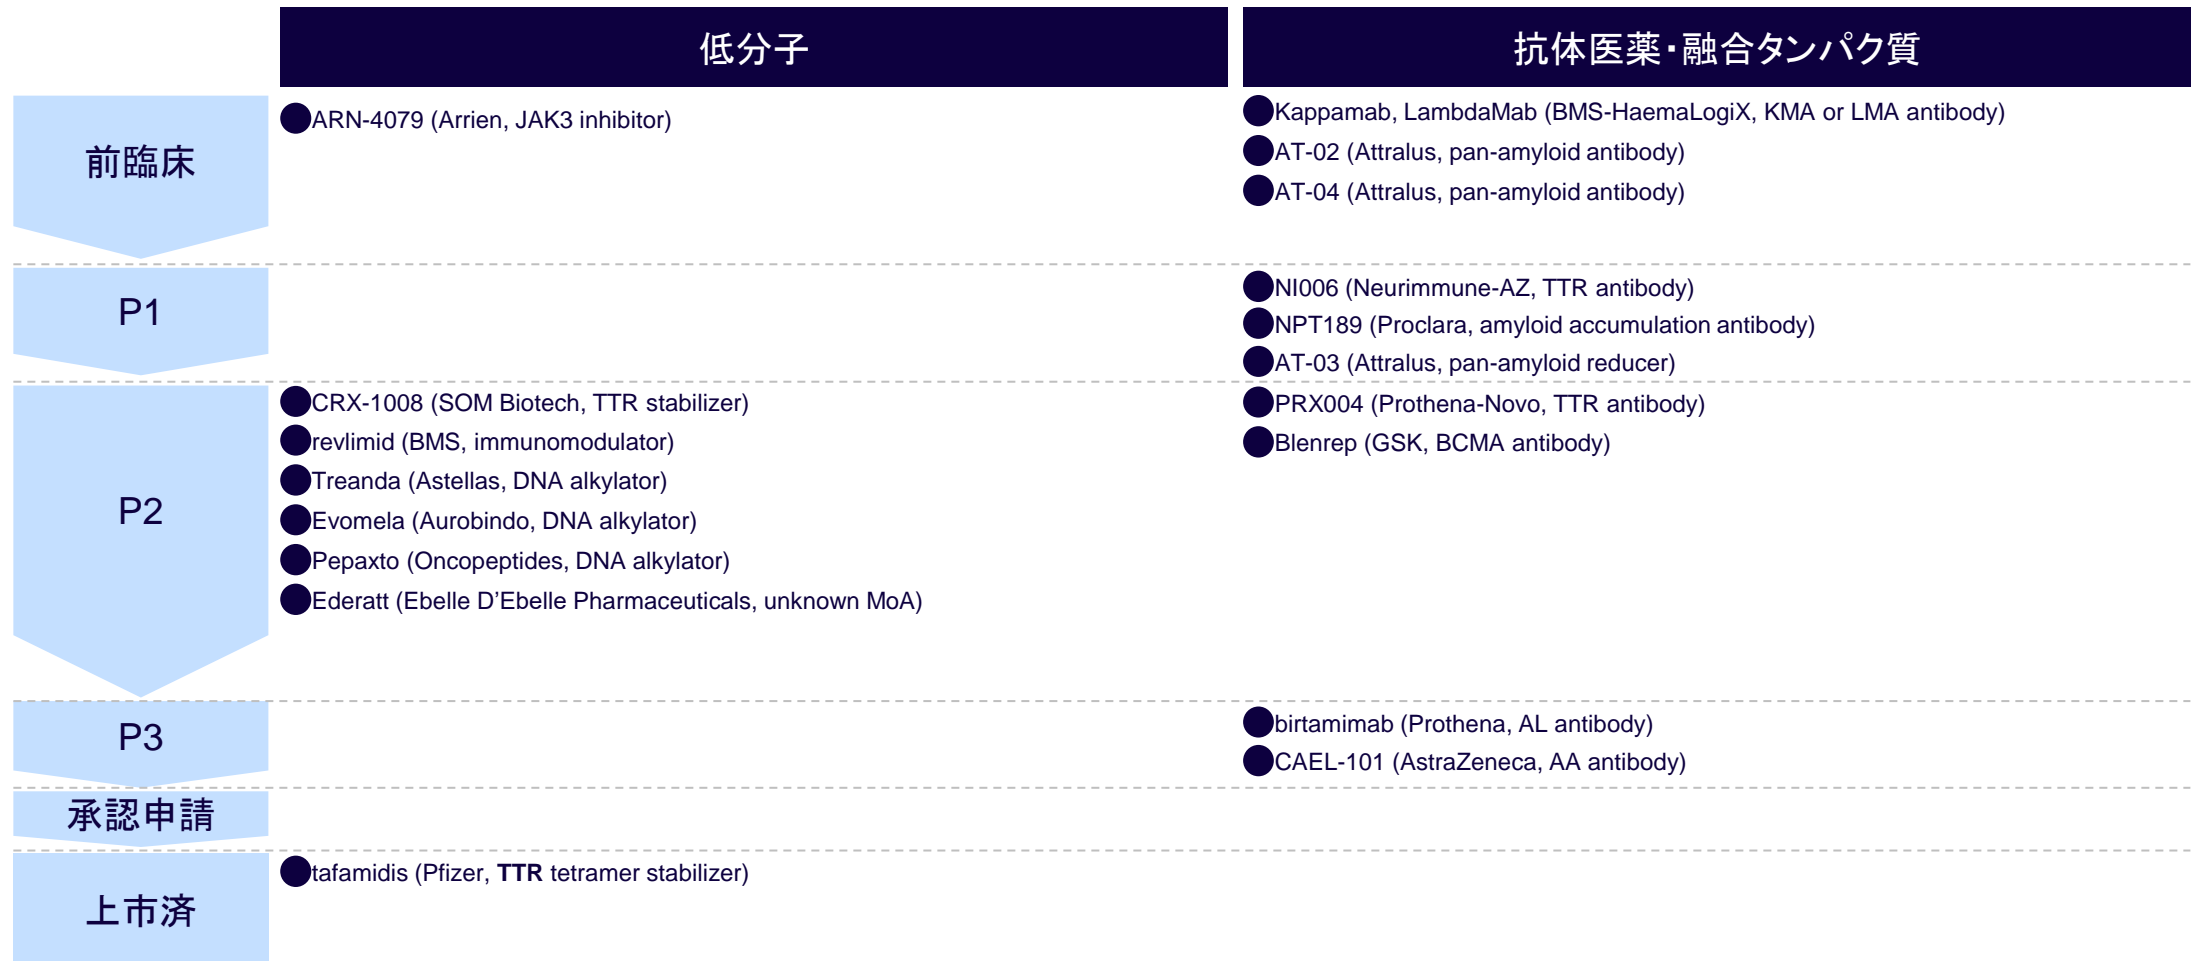 低分子
抗体医薬・融合タンパク質
前臨床
●ARN-4079 (Arrien, JAK3 inhibitor)
●Kappamab, LambdaMab (BMS-HaemaLogiX, KMA or LMA antibody)
●AT-02 (Attralus, pan-amyloid antibody)
●AT-04 (Attralus, pan-amyloid antibody)
P1
●NI006 (Neurimmune-AZ, TTR antibody)
●NPT189 (Proclara, amyloid accumulation antibody)
●AT-03 (Attralus, pan-amyloid reducer)
P2
●CRX-1008 (SOM Biotech, TTR stabilizer)
●revlimid (BMS, immunomodulator)
●Treanda (Astellas, DNA alkylator)
●Evomela (Aurobindo, DNA alkylator)
●Pepaxto (Oncopeptides, DNA alkylator)
●Ederatt (Ebelle D’Ebelle Pharmaceuticals, unknown MoA)
●PRX004 (Prothena-Novo, TTR antibody)
●Blenrep (GSK, BCMA antibody)
P3
●birtamimab (Prothena, AL antibody)
●CAEL-101 (AstraZeneca, AA antibody)
承認申請
上市済
●tafamidis (Pfizer, TTR tetramer stabilizer)